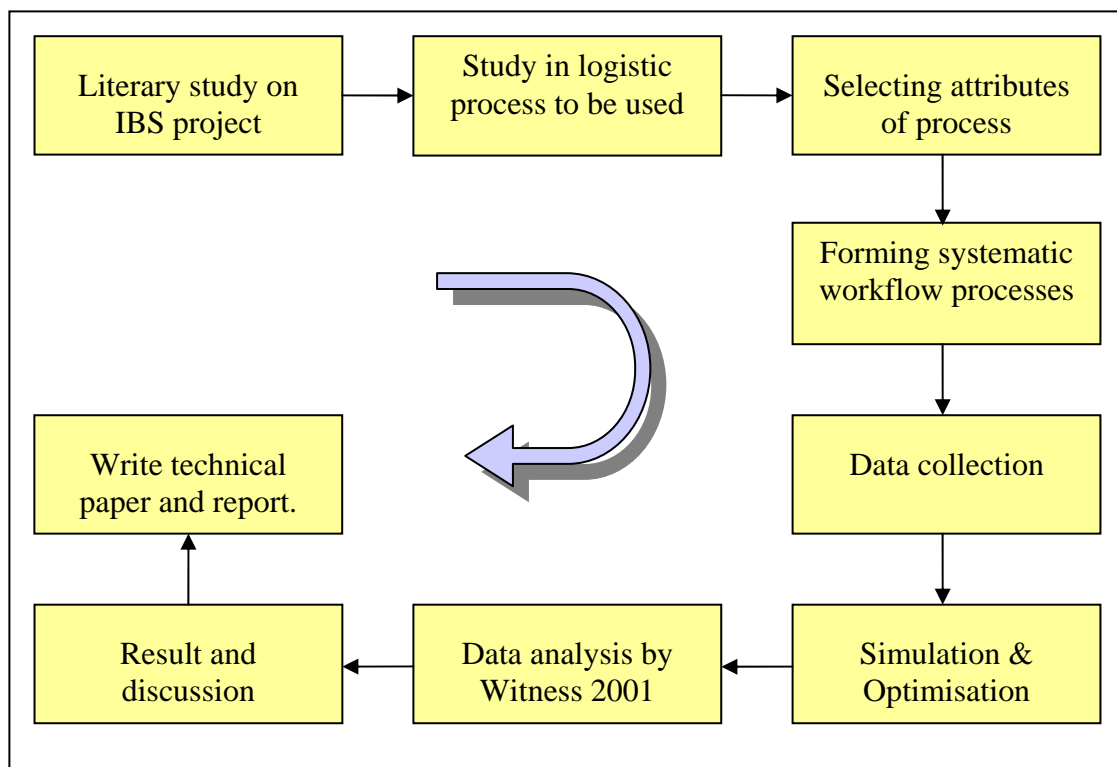 Literary study on
IBS project
Study in logistic
process to be used
Selecting attributes
of process
Forming systematic
workflow processes
Data collection
Simulation &
Optimisation
Data analysis by
Witness 2001
Result and
discussion
Write technical
paper and report.